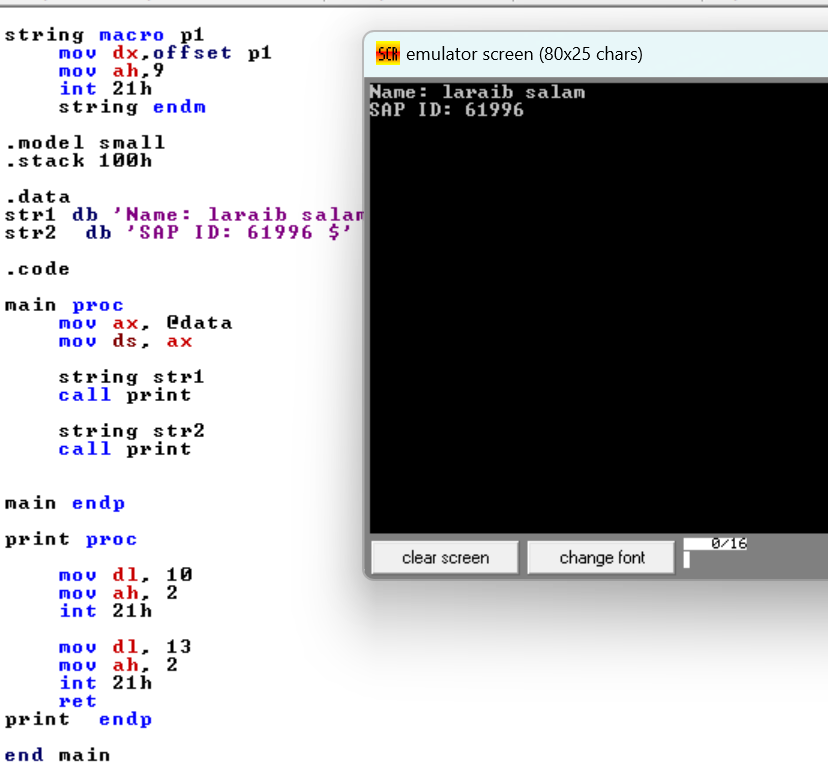 string macro p1
mov dx,offset p1
mov ah,9
int 21h
string endm
.model small
.stack 100h
.data
str1 db 'Name: laraib salam
str2 db 'SAP ID: 61996 $'
.code
main proc
mov ax, @data
mov ds, ax
string str1
call print
string str2
call print
main endp
print proc
mov dl, 10
mov ah, 2
int 21h
mov dl, 13
mov ah, 2
int 21h
ret
print endp
end main
SCR emulator screen (80x25 chars)
Name: laraib salam
SAP ID: 61996
clear screen
change font
0/16